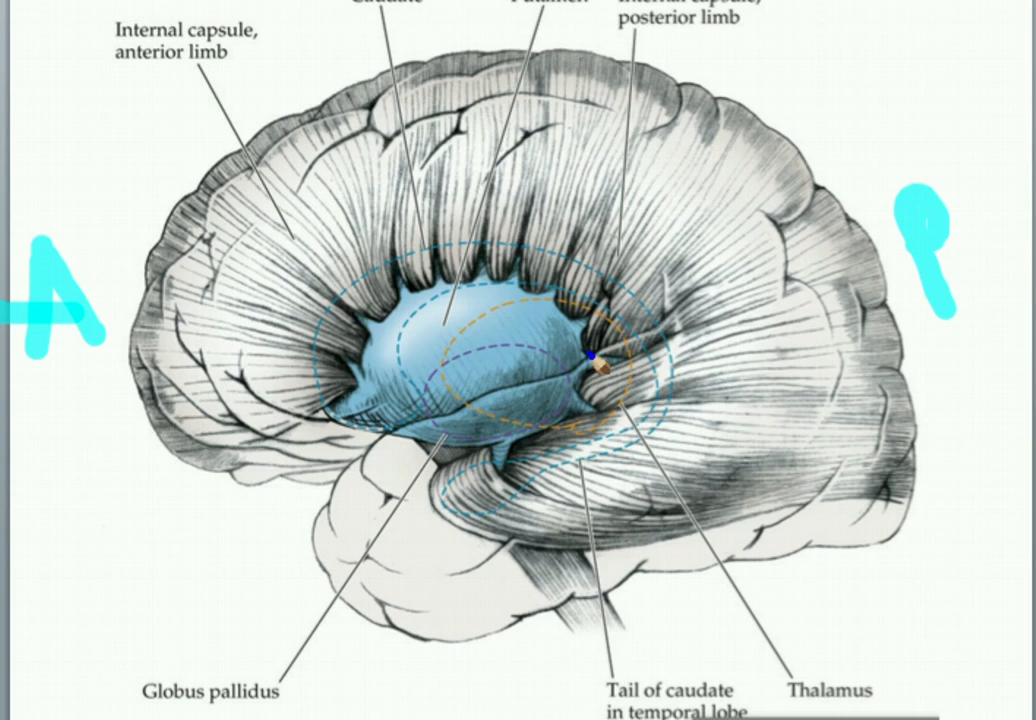 Caudate
Putamen
Internal capsule,
posterior limb
Internal capsule,
anterior limb
A
P
Globus pallidus
Tail of caudate
in temporal lobe
Thalamus